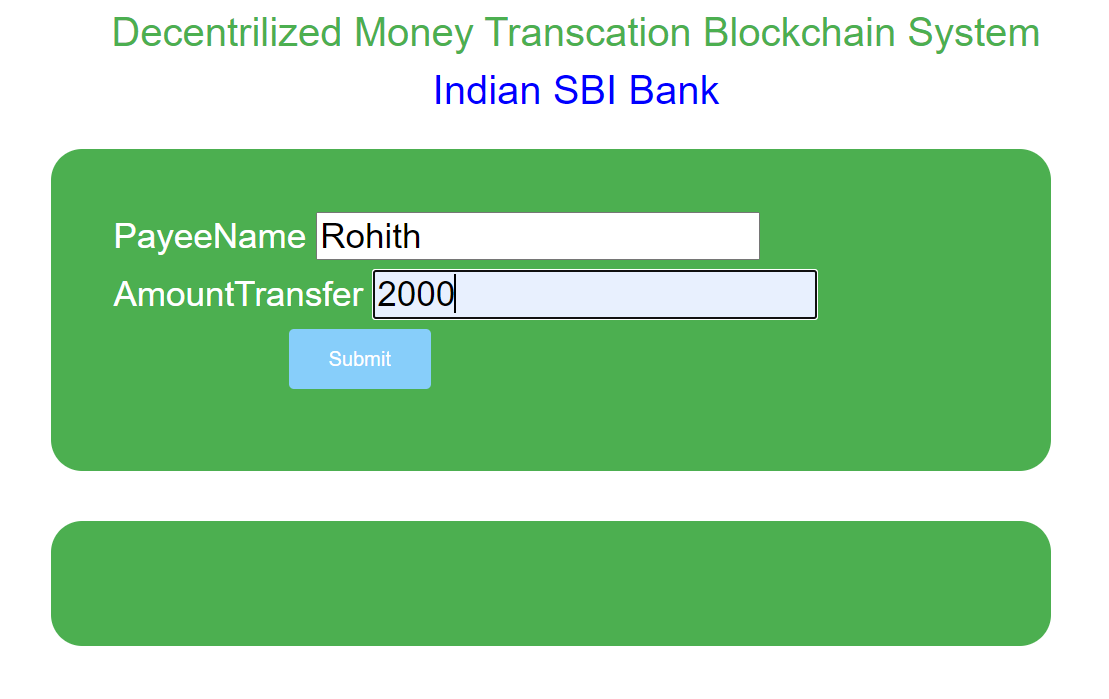 Decentrilized Money Transcation Blockchain System
Indian SBI Bank
PayeeName Rohith
AmountTransfer 2000
Submit